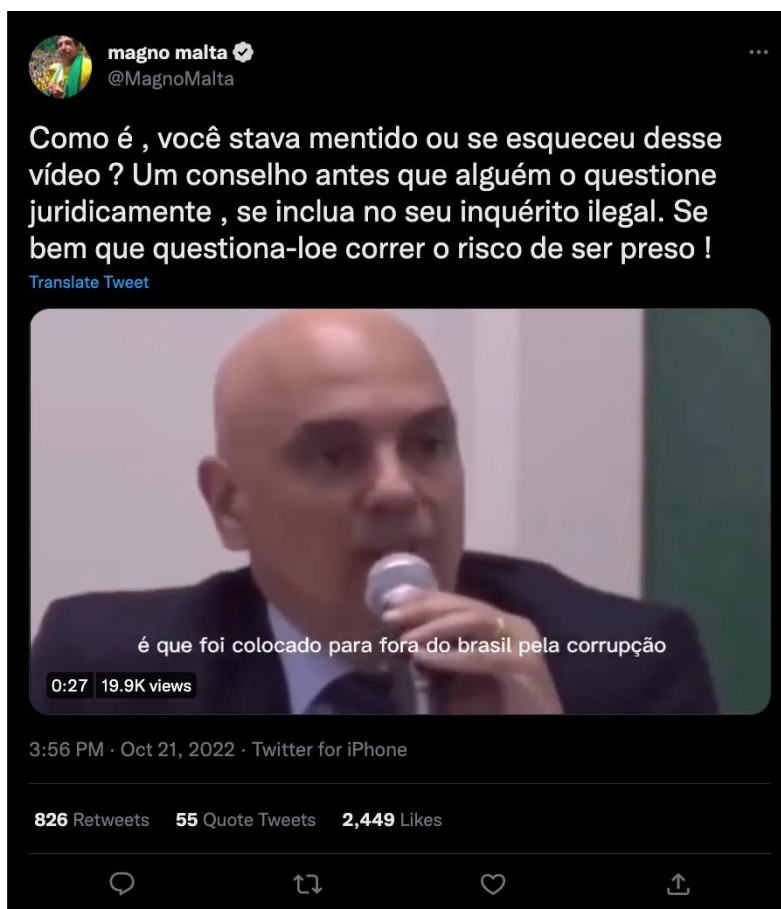 magno malta
@MagnoMalta
Como é , você stava mentido ou se esqueceu desse
vídeo ? Um conselho antes que alguém o questione
juridicamente , se inclua no seu inquérito ilegal. Se
bem que questiona-loe correr o risco de ser preso !
Translate Tweet
é que foi colocado para fora do brasil pela corrupção
0:27 19.9K views
3:56 PM · Oct 21, 2022 · Twitter for iPhone
826 Retweets 55 Quote Tweets 2,449 Likes